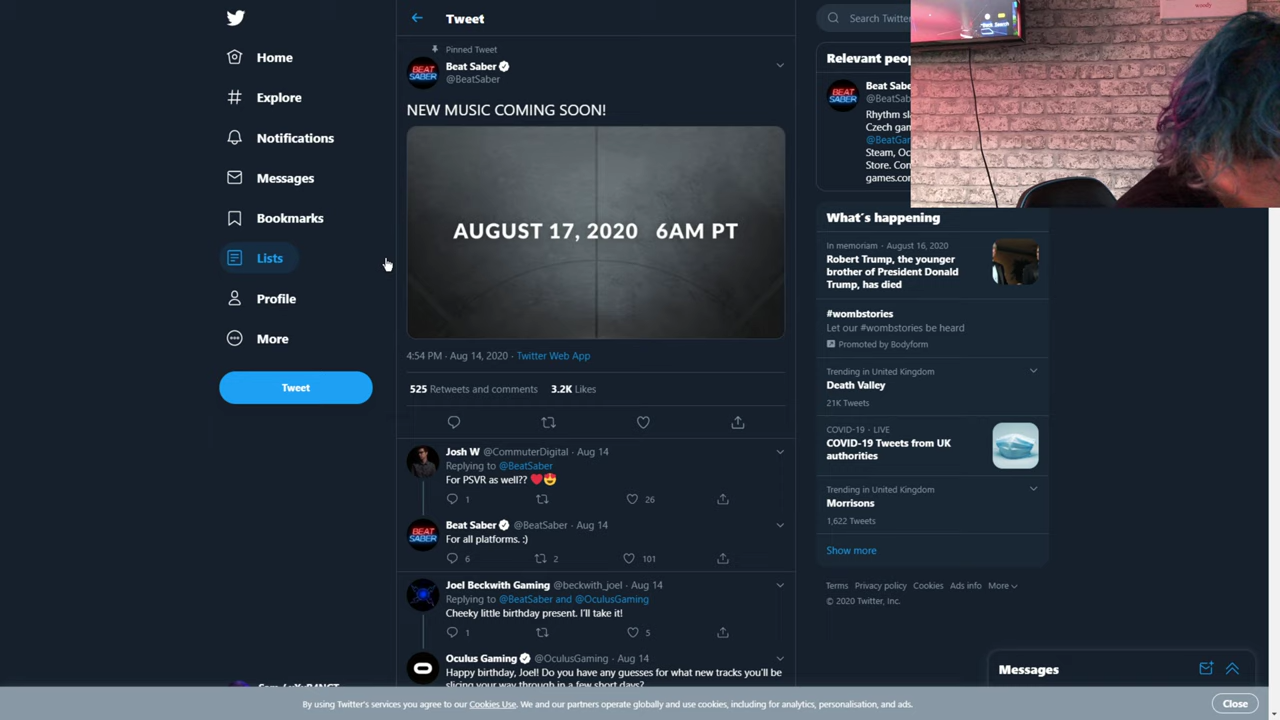 Home
Explore
Notifications
Messages
Bookmarks
Lists
Profile
More
Tweet
Tweet
Pinned Tweet
Beat Saber
@BeatSaber
NEW MUSIC COMING SOON!
AUGUST 17, 2020 6AM PT
4:54 PM · Aug 14, 2020 · Twitter Web App
525 Retweets and comments 3.2K Likes
Josh W @CommuterDigital · Aug 14
Replying to @BeatSaber
For PSVR as well??
1 26
BEAT SABER
Beat Saber @BeatSaber · Aug 14
For all platforms. :)
6 2 101
Joel Beckwith Gaming @beckwith_joel · Aug 14
Replying to @BeatSaber and @OculusGaming
Cheeky little birthday present. I'll take it!
1 5
Oculus Gaming @OculusGaming · Aug 14
Happy birthday, Joel! Do you have any guesses for what new tracks you'll be
slicing your way through in a few short days?
Search Twitter
Relevant peo
BEAT SABER
Beat Sabe
@BeatSab
Rhythm sl
Czech gam
@BeatGa
Steam, Oc
Store. Con
games.co
What's happening
In memoriam · August 16, 2020
Robert Trump, the younger
brother of President Donald
Trump, has died
#wombstories
Let our #wombstories be heard
Promoted by Bodyform
Trending in United Kingdom
Death Valley
21K Tweets
COVID-19 · LIVE
COVID-19 Tweets from UK
authorities
Trending in United Kingdom
Morrisons
1,622 Tweets
Show more
Terms Privacy policy Cookies Ads info More
© 2020 Twitter, Inc.
Messages
By using Twitter's services you agree to our Cookies Use. We and our partners operate globally and use cookies, including for analytics, personalisation, and ads.
Close